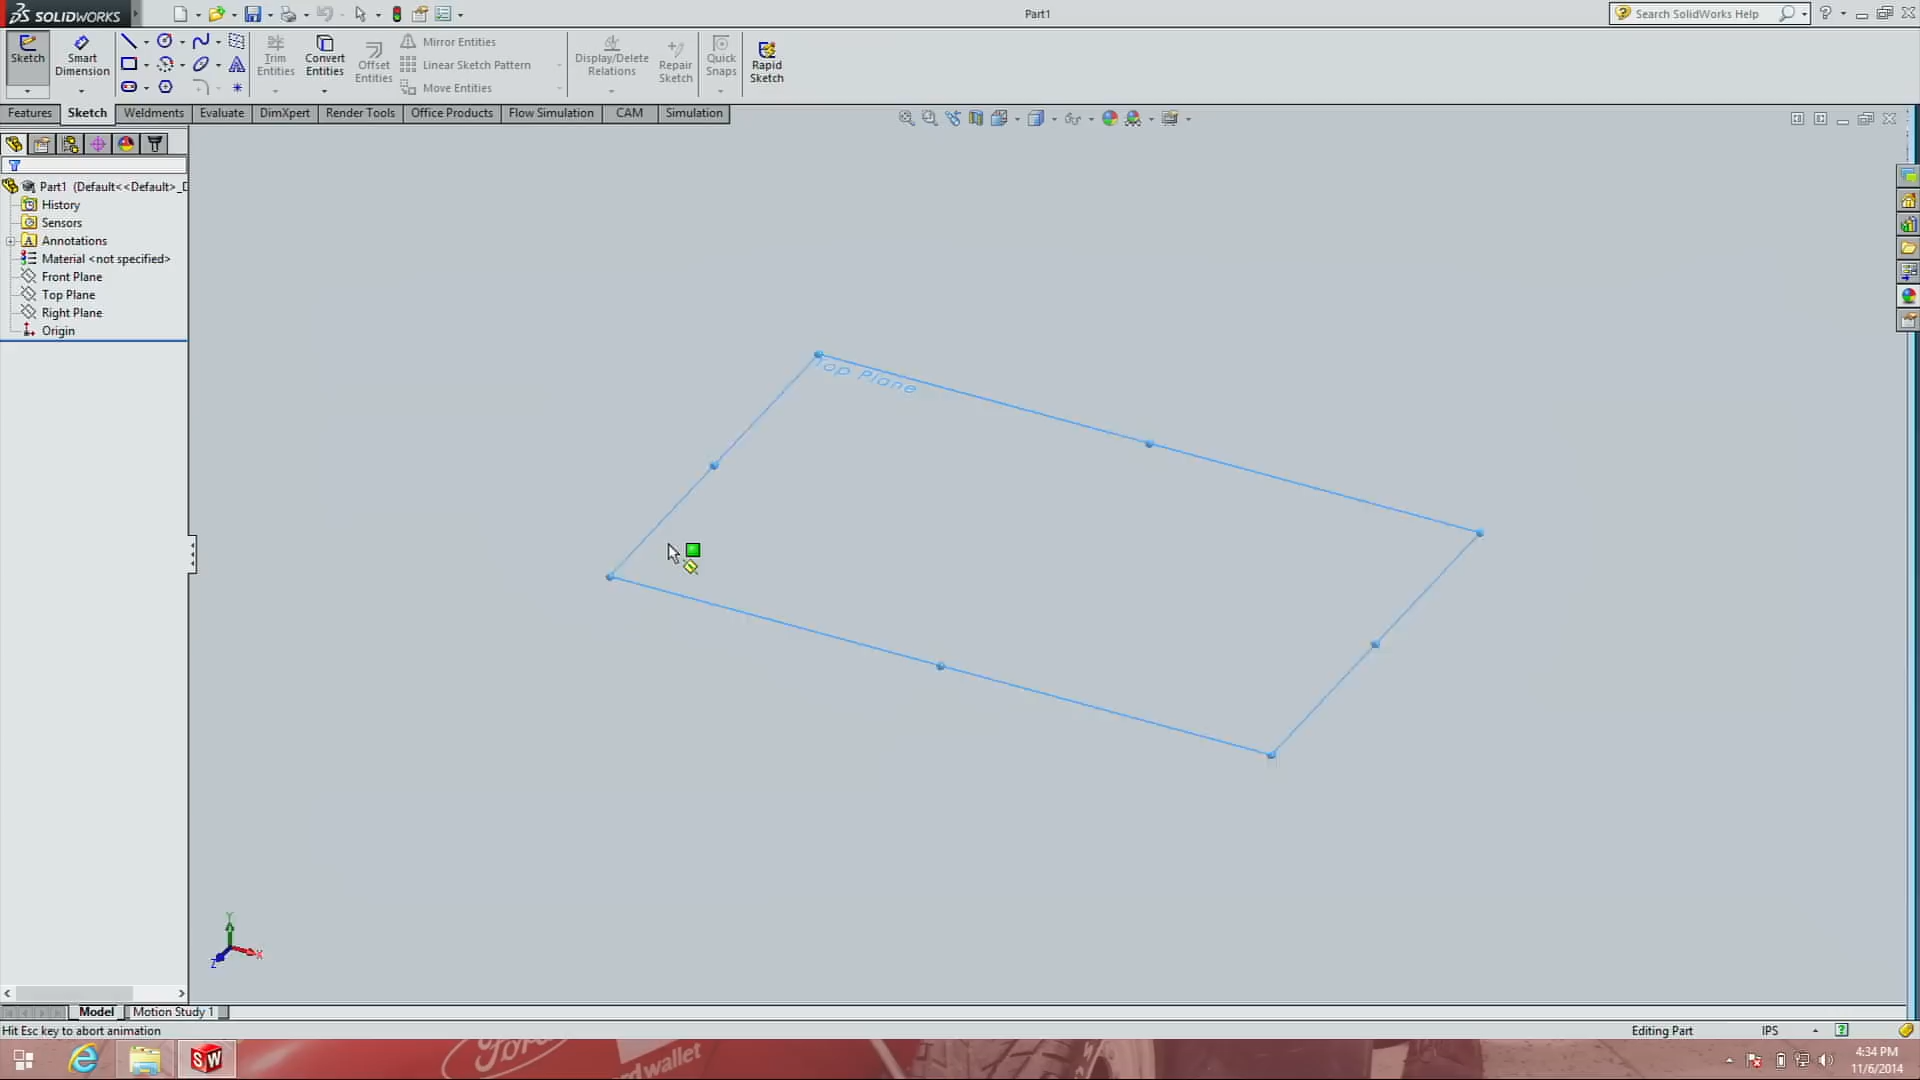 SOLIDWORKS
Part1
Search SolidWorks Help
Sketch
Smart
Dimension
Trim
Entities
Convert
Entities
Offset
Entities
Mirror Entities
Linear Sketch Pattern
Move Entities
Display/Delete
Relations
Repair
Sketch
Quick
Snaps
Rapid
Sketch
Features
Sketch
Weldments
Evaluate
DimXpert
Render Tools
Office Products
Flow Simulation
CAM
Simulation
Part1 (Default<<Default>_D
History
Sensors
Annotations
Material <not specified>
Front Plane
Top Plane
Right Plane
Origin
Top Plane
Y
X
Z
Model
Motion Study 1
Hit Esc key to abort animation
Editing Part
IPS
SW
Ford
dwallet
4:34 PM
11/6/2014